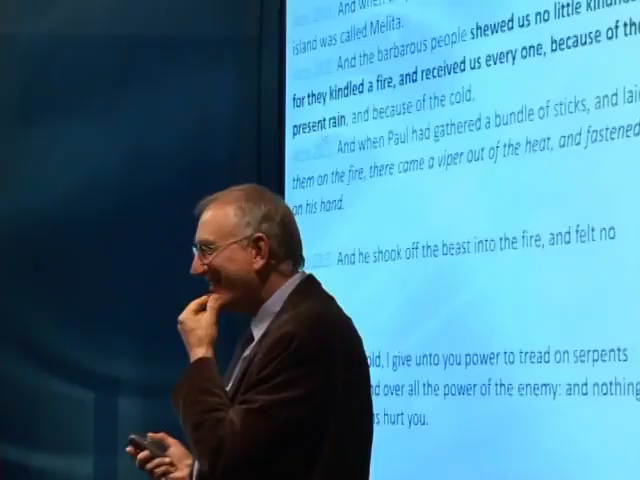 And when
island was called Melita.
And the barbarous people shewed us no little
for they kindled a fire, and received us every one, because of the
present rain, and because of the cold.
And when Paul had gathered a bundle of sticks, and laid
them on the fire, there came a viper out of the heat, and fastened
on his hand.
And he shook off the beast into the fire, and felt no
old, I give unto you power to tread on serpents
nd over all the power of the enemy: and nothing
s hurt you.